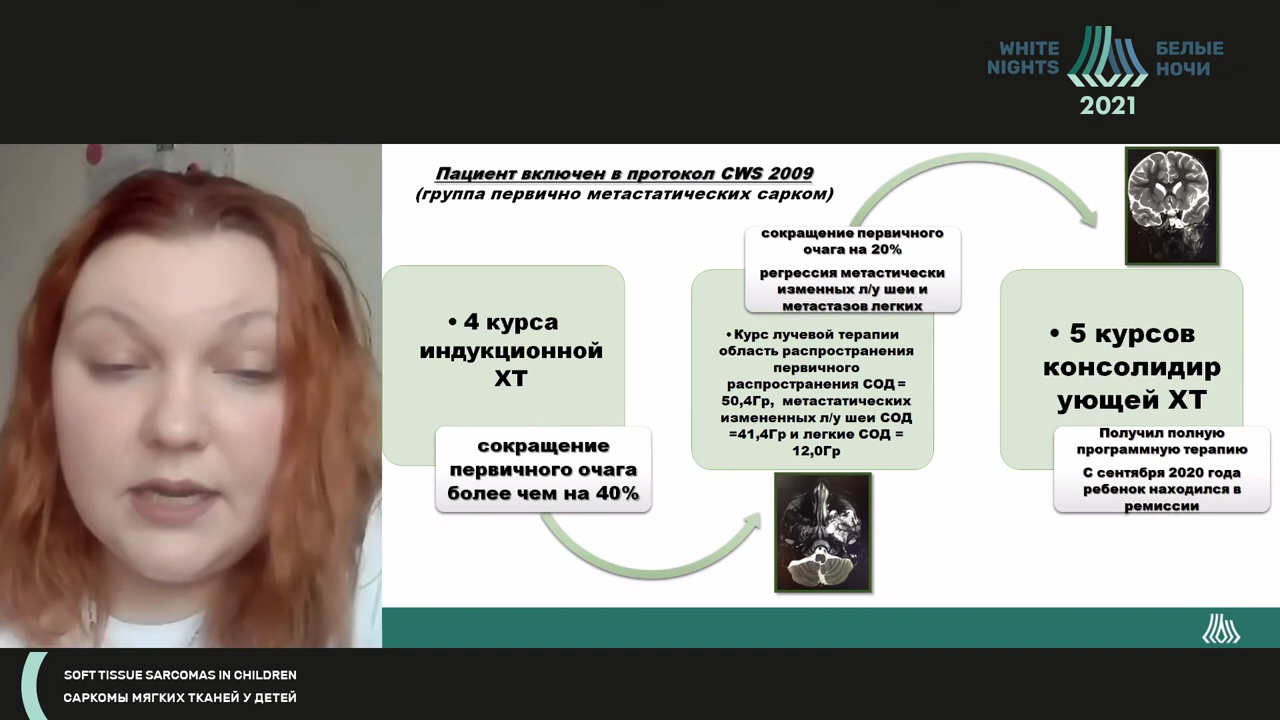 WHITE
NIGHTS
БЕЛЫЕ
НОЧИ
2021
Пациент включен в протокол CWS 2009
(группа первично метастатических сарком)
• 4 курса
индукционной
ХТ
сокращение
первичного очага
более чем на 40%
сокращение первичного
очага на 20%
регрессия метастически
изменных л/у шеи и
метастазов легких
• Курс лучевой терапии
область распространения
первичного
распространения СОД =
50,4Гр, метастатических
измененных л/у шеи СОД
=41,4Гр и легкие СОД =
12,0Гр
• 5 курсов
консолидир
ующей ХТ
Получил полную
программную терапию
С сентября 2020 года
ребенок находился в
ремиссии
SOFT TISSUE SARCOMAS IN CHILDREN
САРКОМЫ МЯГКИХ ТКАНЕЙ У ДЕТЕЙ